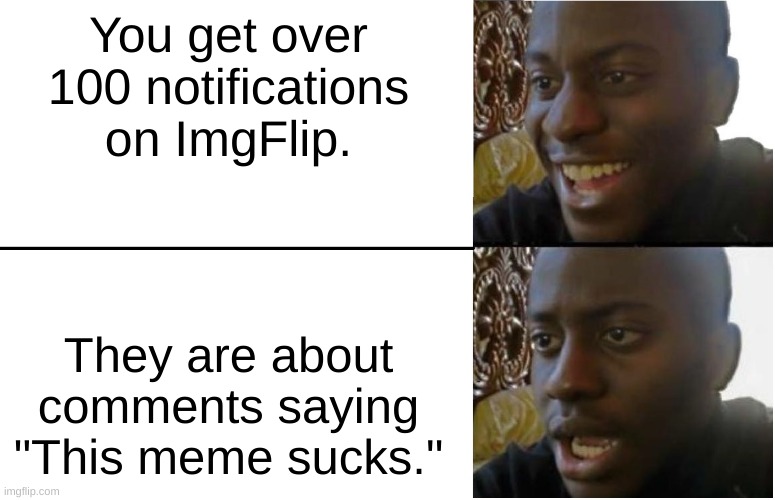 You get over
100 notifications
on ImgFlip.
They are about
comments saying
"This meme sucks."
imgflip.com